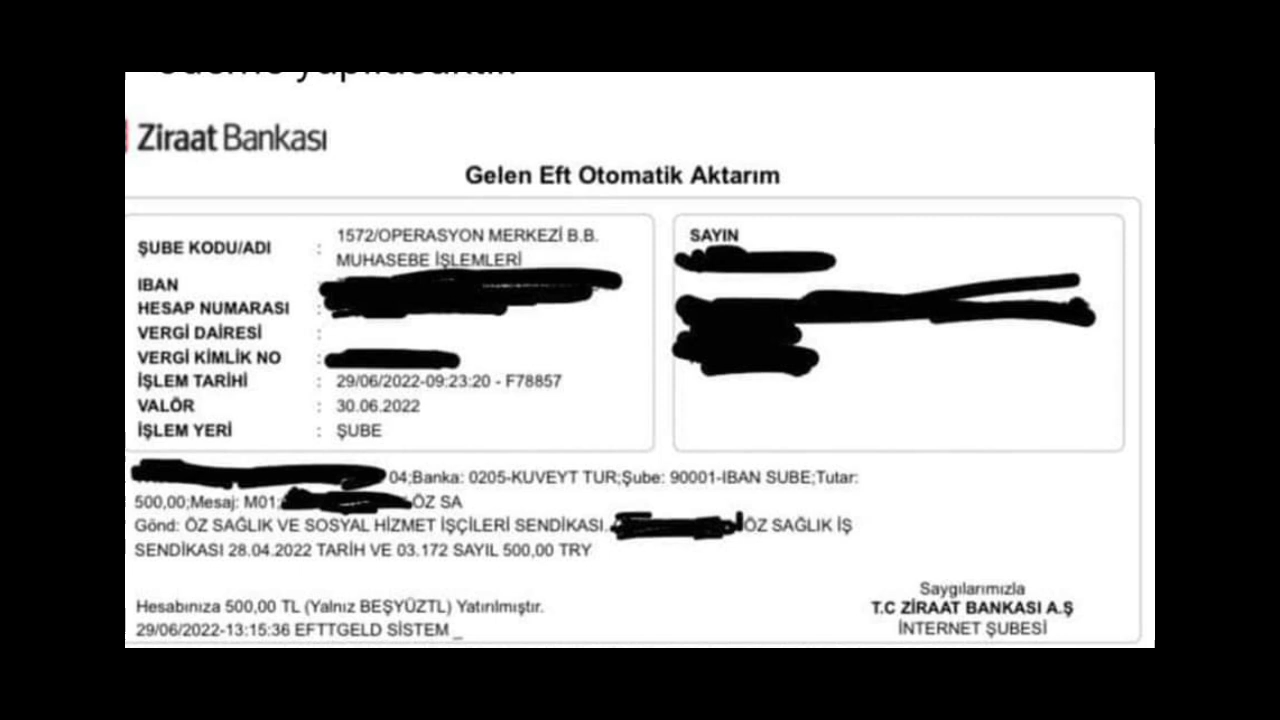 Ziraat Bankası
Gelen Eft Otomatik Aktarım
ŞUBE KODU/ADI : 1572/OPERASYON MERKEZİ B.B.
MUHASEBE İŞLEMLERİ
IBAN
HESAP NUMARASI :
VERGİ DAİRESİ :
VERGİ KİMLİK NO :
İŞLEM TARİHİ : 29/06/2022-09:23:20 - F78857
VALÖR : 30.06.2022
İŞLEM YERİ : ŞUBE
SAYIN
04;Banka: 0205-KUVEYT TUR;Şube: 90001-IBAN SUBE;Tutar:
500,00;Mesaj: M01; ÖZ SA
Gönd: ÖZ SAĞLIK VE SOSYAL HİZMET İŞÇİLERİ SENDİKASI. ÖZ SAĞLIK İŞ
SENDİKASI 28.04.2022 TARİH VE 03.172 SAYIL 500,00 TRY
Hesabınıza 500,00 TL (Yalnız BEŞYÜZTL) Yatırılmıştır.
29/06/2022-13:15:36 EFTTGELD SİSTEM _
Saygılarımızla
T.C ZİRAAT BANKASI A.Ş
İNTERNET ŞUBESİ